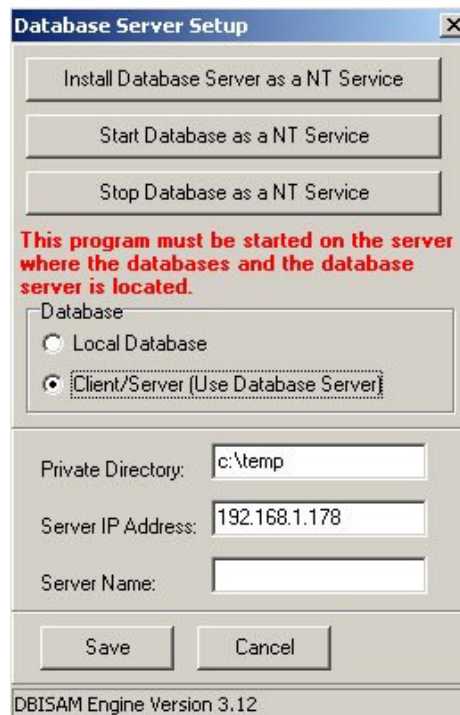 Database Server Setup
Install Database Server as a NT Service
Start Database as a NT Service
Stop Database as a NT Service
This program must be started on the server
where the databases and the database
server is located.
Database
Local Database
Client/Server (Use Database Server)
Private Directory: c:\temp
Server IP Address: 192.168.1.178
Server Name:
Save Cancel
DBISAM Engine Version 3.12